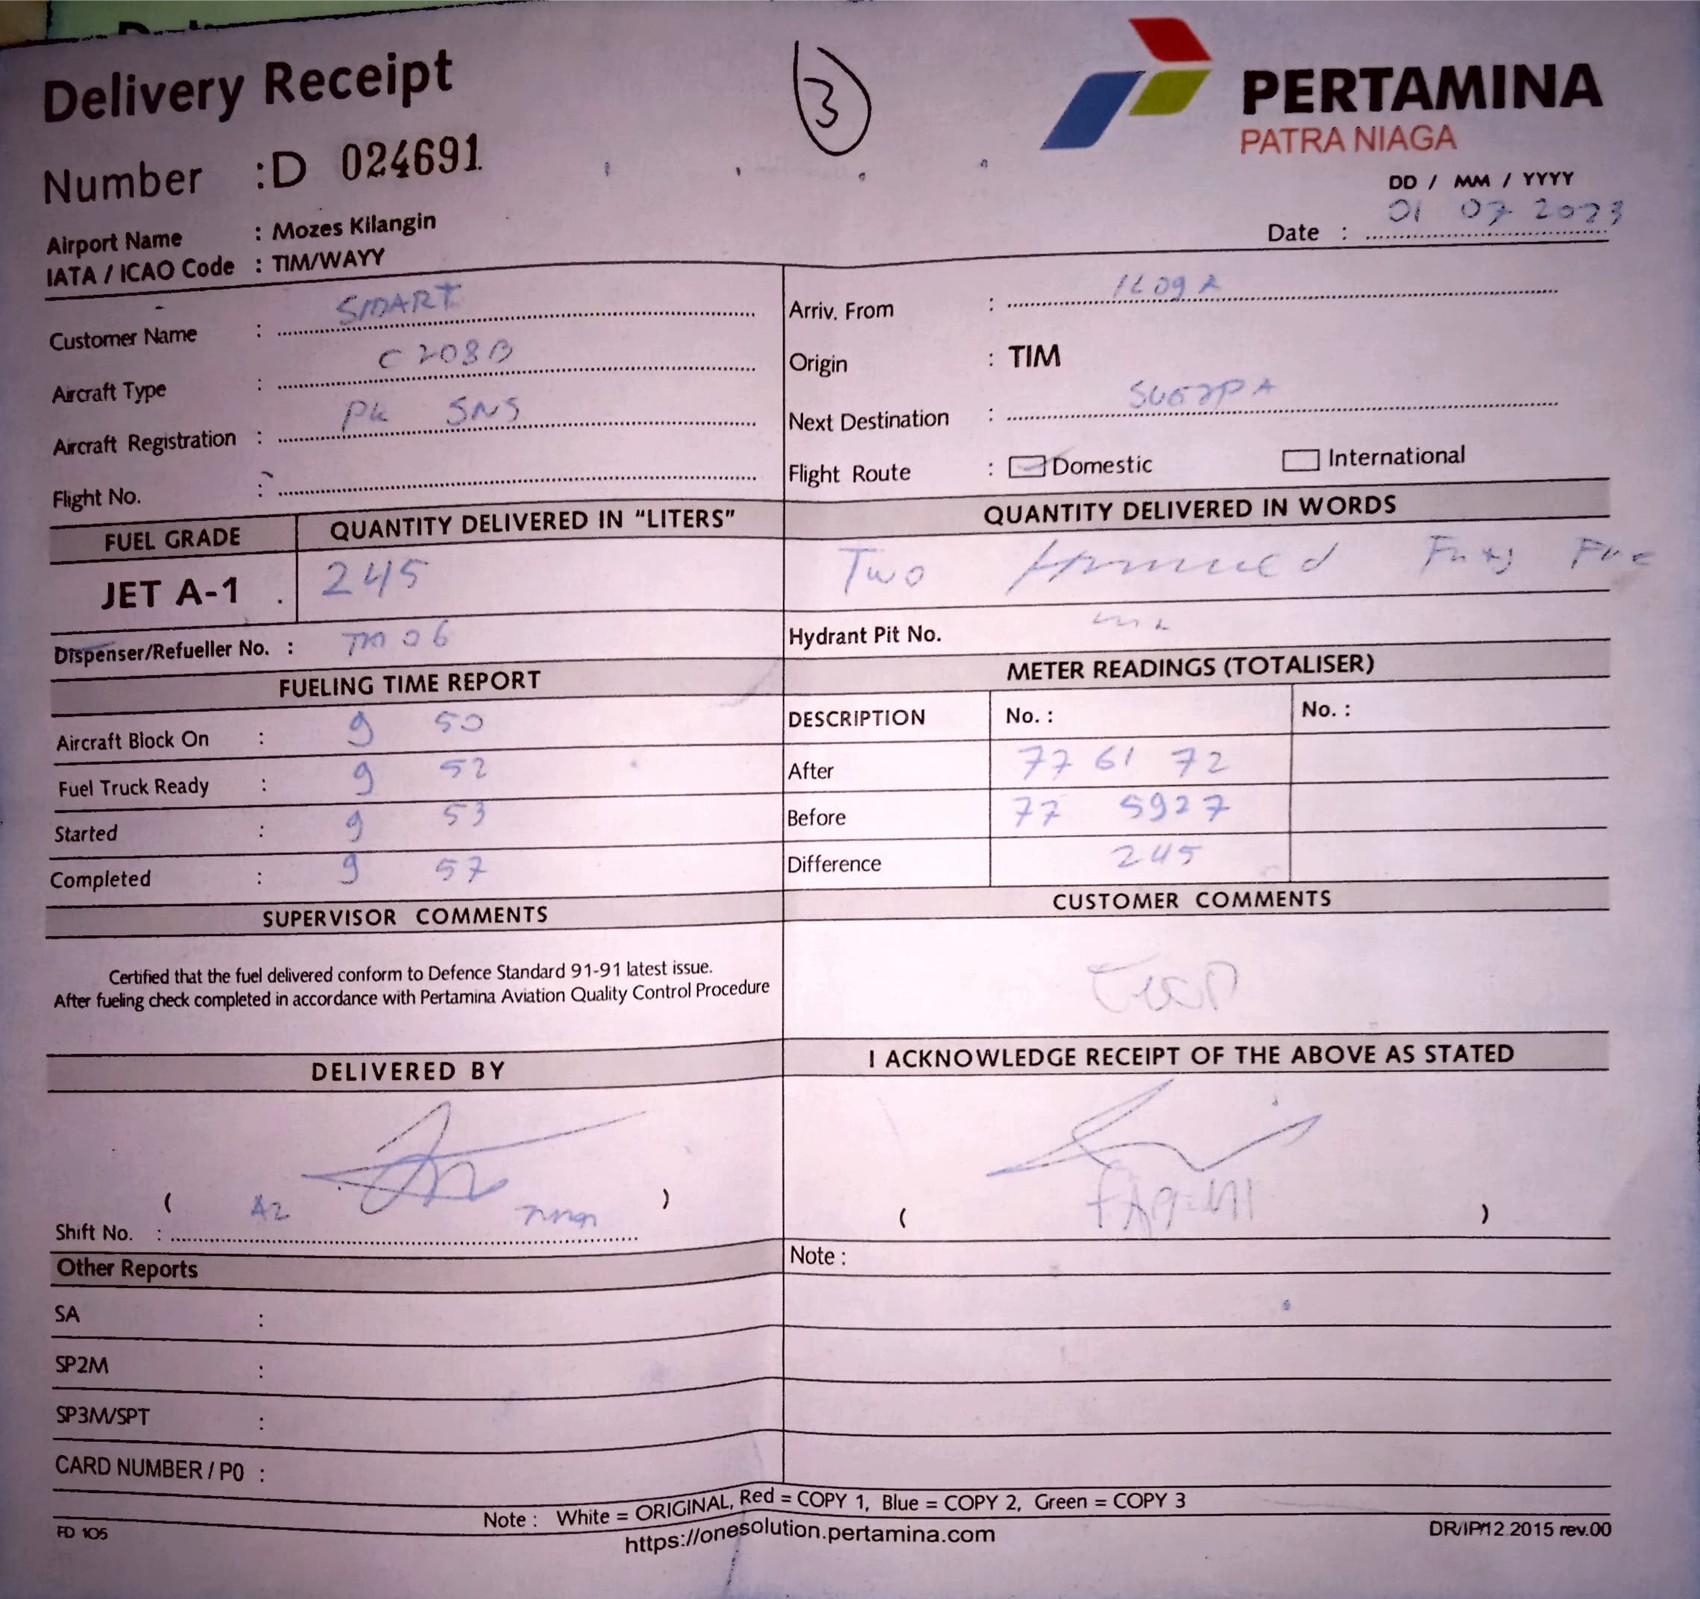 Delivery Receipt
3
PERTAMINA
PATRA NIAGA
Number : D 024691
DD / MM / YYYY
Date : 01 07 2023
Airport Name : Mozes Kilangin
IATA / ICAO Code : TIM/WAYY
Customer Name : SMART
Arriv. From : ILAGA
Aircraft Type : C208B
Origin : TIM
Aircraft Registration : PK SNS
Next Destination :
Flight No. :
Flight Route : Domestic International
FUEL GRADE QUANTITY DELIVERED IN "LITERS" QUANTITY DELIVERED IN WORDS
JET A-1 . 245 Two Hundred Forty Five
Dispenser/Refueller No. : TM 06
Hydrant Pit No.
FUELING TIME REPORT METER READINGS (TOTALISER)
DESCRIPTION No. : No. :
Aircraft Block On : 9 50
After 77 61 72
Fuel Truck Ready : 9 52
Before 77 5927
Started : 9 53
Difference 245
Completed : 9 57
SUPERVISOR COMMENTS CUSTOMER COMMENTS
Certified that the fuel delivered conform to Defence Standard 91-91 latest issue.
After fueling check completed in accordance with Pertamina Aviation Quality Control Procedure
DELIVERED BY I ACKNOWLEDGE RECEIPT OF THE ABOVE AS STATED
( A2 ) ( )
Shift No. :
Other Reports Note :
SA :
SP2M :
SP3M/SPT :
CARD NUMBER / PO :
Note : White = ORIGINAL, Red = COPY 1, Blue = COPY 2, Green = COPY 3
https://onesolution.pertamina.com
FD 105
DR/IP/12 2015 rev.00